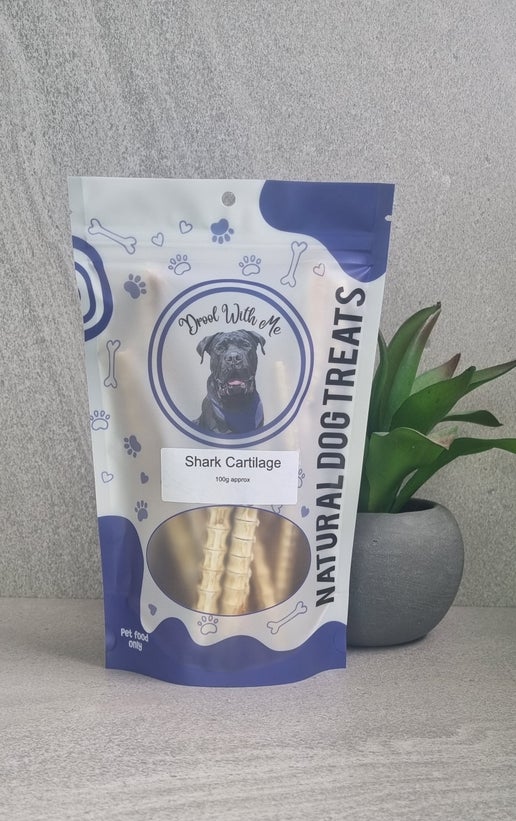 Drool With Me
Shark Cartilage
100g approx
NATURAL DOG TREATS
Pet food
only